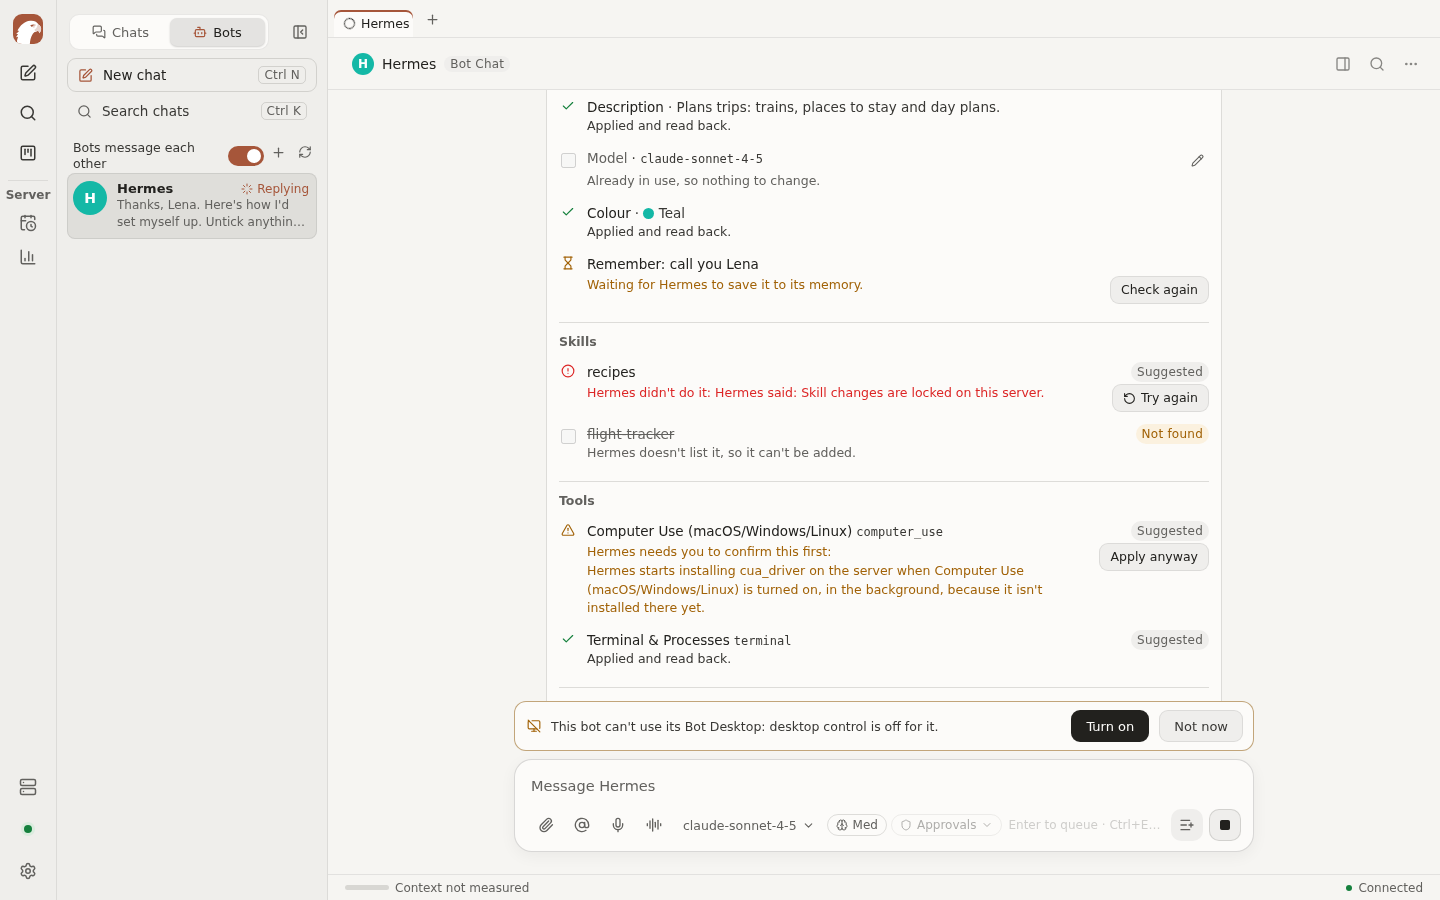 Chats
Bots
New chat
Ctrl N
Search chats
Ctrl K
Bots message each
other
Server
H
Hermes
Replying
Thanks, Lena. Here's how I'd
set myself up. Untick anythin…
Hermes
H
Hermes
Bot Chat
Description · Plans trips: trains, places to stay and day plans.
Applied and read back.
Model · claude-sonnet-4-5
Already in use, so nothing to change.
Colour · Teal
Applied and read back.
Remember: call you Lena
Waiting for Hermes to save it to its memory.
Check again
Skills
recipes
Suggested
Hermes didn't do it: Hermes said: Skill changes are locked on this server.
Try again
flight-tracker
Not found
Hermes doesn't list it, so it can't be added.
Tools
Computer Use (macOS/Windows/Linux) computer_use
Suggested
Hermes needs you to confirm this first:
Apply anyway
Hermes starts installing cua_driver on the server when Computer Use
(macOS/Windows/Linux) is turned on, in the background, because it isn't
installed there yet.
Terminal & Processes terminal
Suggested
Applied and read back.
This bot can't use its Bot Desktop: desktop control is off for it.
Turn on
Not now
Message Hermes
claude-sonnet-4-5
Med
Approvals
Enter to queue · Ctrl+E…
Context not measured
Connected